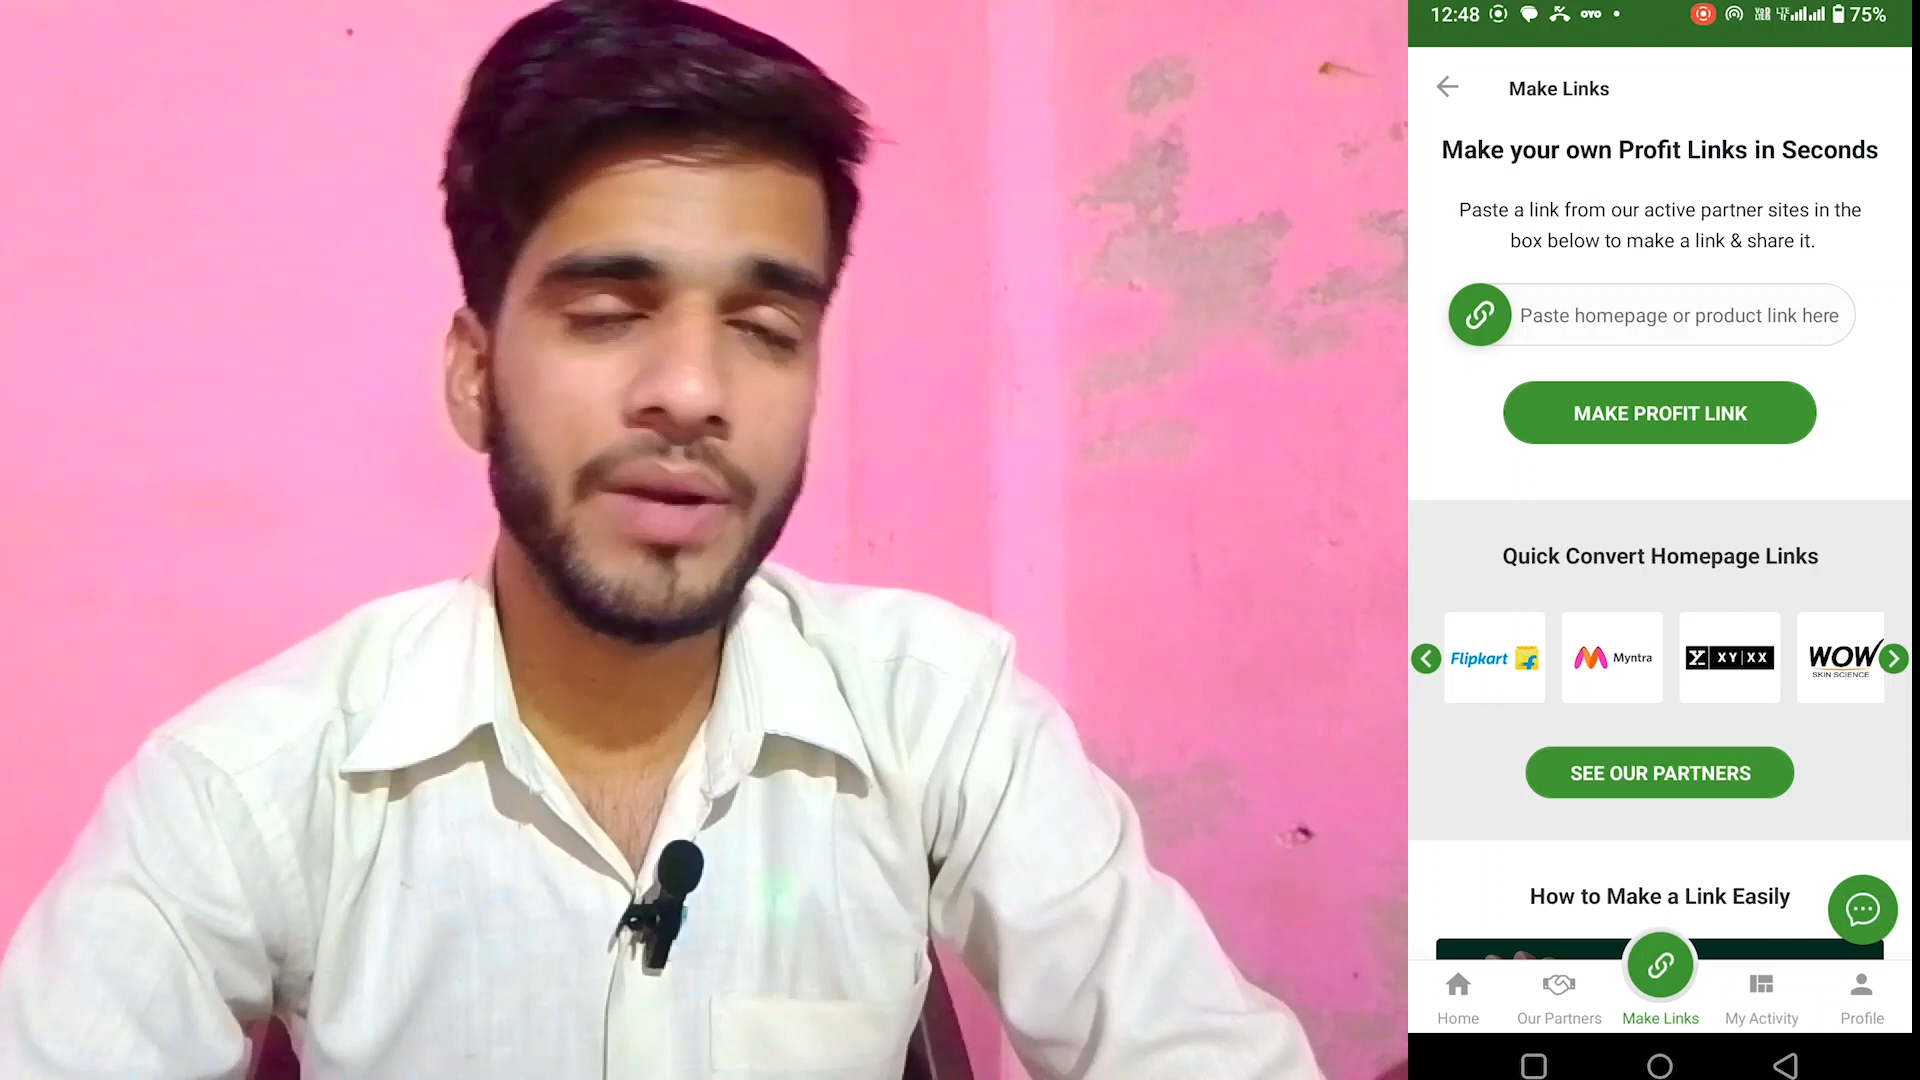 12:48 OYO 75%
Make Links
Make your own Profit Links in Seconds
Paste a link from our active partner sites in the
box below to make a link & share it.
Paste homepage or product link here
MAKE PROFIT LINK
Quick Convert Homepage Links
Flipkart
Myntra
XY XX
WOW
SKIN SCIENCE
SEE OUR PARTNERS
How to Make a Link Easily
Home
Our Partners
Make Links
My Activity
Profile